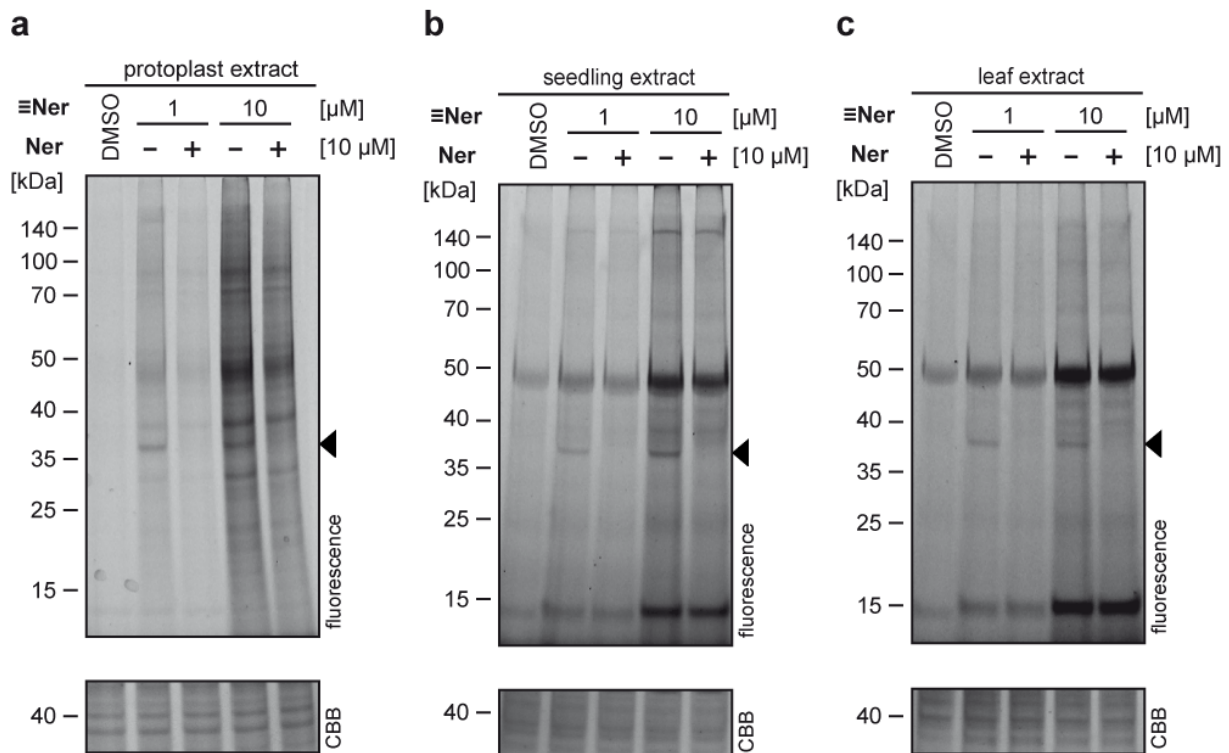 a
protoplast extract
DMSO
≡Ner 1 10 [µM]
Ner – + – + [10 µM]
[kDa]
140
100
70
50
40
35
25
15
fluorescence
40
CBB
b
seedling extract
DMSO
≡Ner 1 10 [µM]
Ner – + – + [10 µM]
[kDa]
140
100
70
50
40
35
25
15
fluorescence
40
CBB
c
leaf extract
DMSO
≡Ner 1 10 [µM]
Ner – + – + [10 µM]
[kDa]
140
100
70
50
40
35
25
15
fluorescence
40
CBB